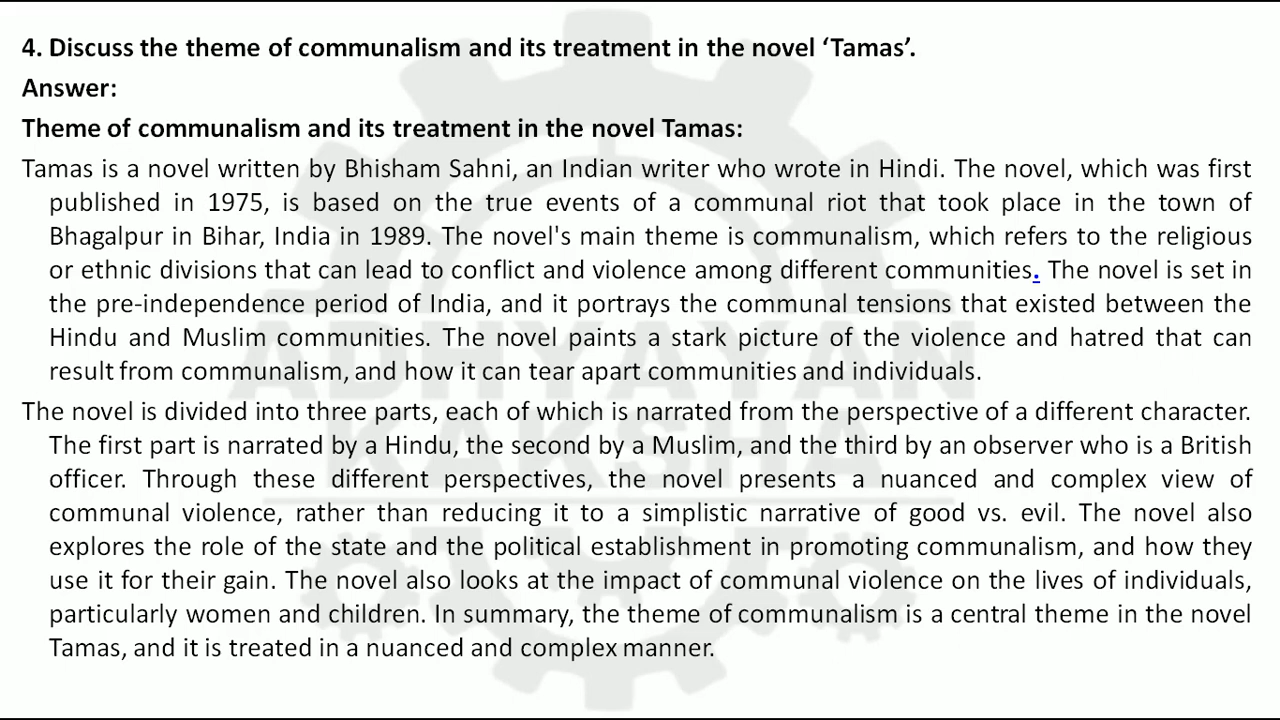 4. Discuss the theme of communalism and its treatment in the novel ‘Tamas’.
Answer:
Theme of communalism and its treatment in the novel Tamas:
Tamas is a novel written by Bhisham Sahni, an Indian writer who wrote in Hindi. The novel, which was first
published in 1975, is based on the true events of a communal riot that took place in the town of
Bhagalpur in Bihar, India in 1989. The novel's main theme is communalism, which refers to the religious
or ethnic divisions that can lead to conflict and violence among different communities. The novel is set in
the pre-independence period of India, and it portrays the communal tensions that existed between the
Hindu and Muslim communities. The novel paints a stark picture of the violence and hatred that can
result from communalism, and how it can tear apart communities and individuals.
The novel is divided into three parts, each of which is narrated from the perspective of a different character.
The first part is narrated by a Hindu, the second by a Muslim, and the third by an observer who is a British
officer. Through these different perspectives, the novel presents a nuanced and complex view of
communal violence, rather than reducing it to a simplistic narrative of good vs. evil. The novel also
explores the role of the state and the political establishment in promoting communalism, and how they
use it for their gain. The novel also looks at the impact of communal violence on the lives of individuals,
particularly women and children. In summary, the theme of communalism is a central theme in the novel
Tamas, and it is treated in a nuanced and complex manner.
ADHYAYAN
KAKSHA